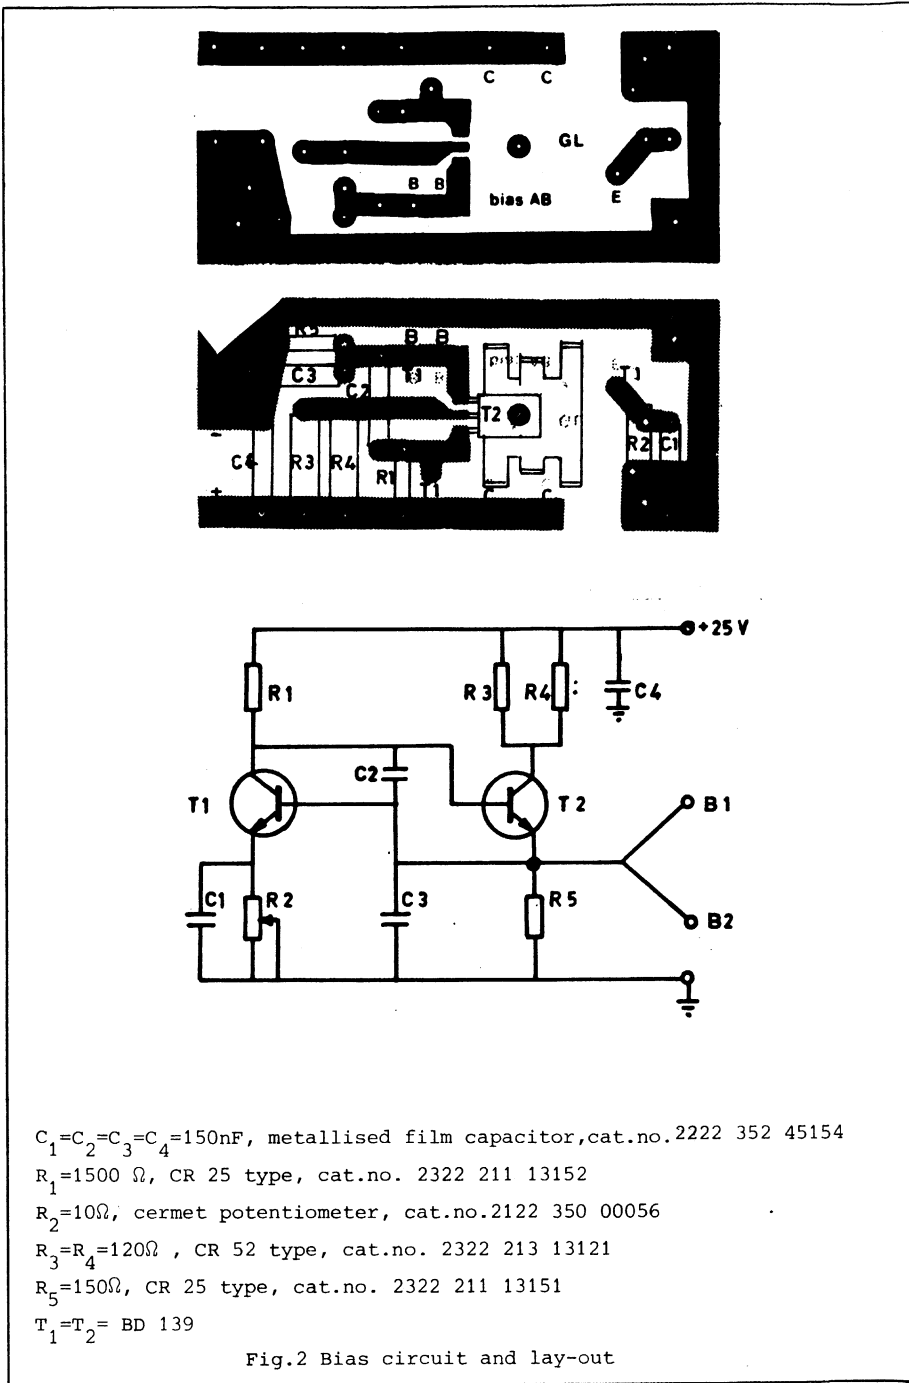 C C
GL
B B
bias AB
E
R5
B B
C3
T1
C2
T1
T2
-
C4
R3
R4
R1
R2
C1
+
T1
C C
+25 V
R1
R3
R4
C4
C2
T1
T2
B1
C1
R2
C3
R5
B2
C1=C2=C3=C4=150nF, metallised film capacitor,cat.no.2222 352 45154
R1=1500 Ω, CR 25 type, cat.no. 2322 211 13152
R2=10Ω, cermet potentiometer, cat.no.2122 350 00056
R3=R4=120Ω , CR 52 type, cat.no. 2322 213 13121
R5=150Ω, CR 25 type, cat.no. 2322 211 13151
T1=T2= BD 139
Fig.2 Bias circuit and lay-out